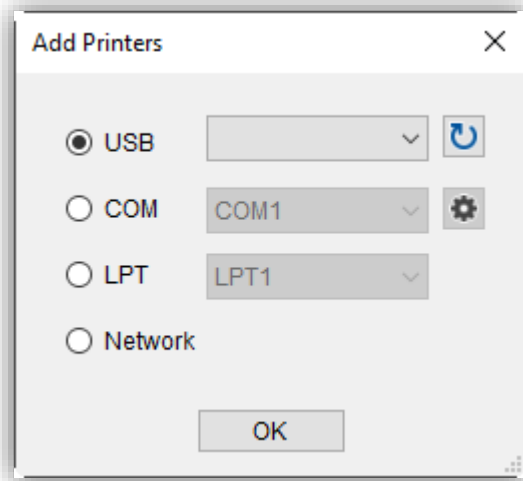 Add Printers
USB
COM COM1
LPT LPT1
Network
OK